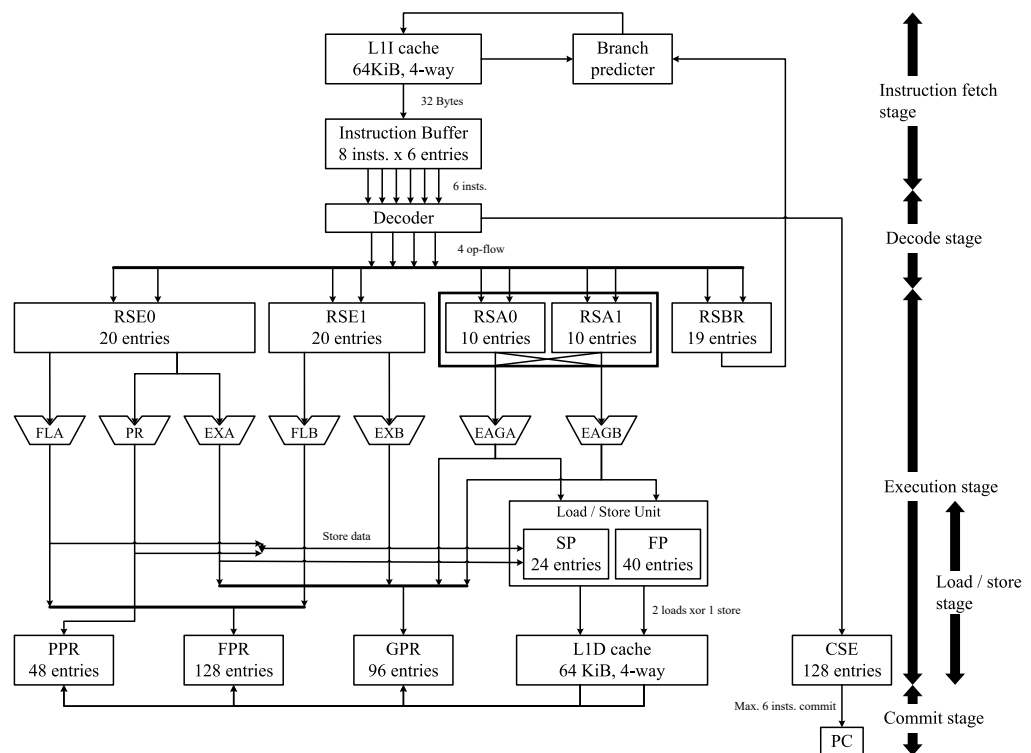 L1I cache
64KiB, 4-way
Branch
predicter
Instruction fetch
stage
32 Bytes
Instruction Buffer
8 insts. x 6 entries
6 insts.
Decoder
Decode stage
4 op-flow
RSE0
20 entries
RSE1
20 entries
RSA0
10 entries
RSA1
10 entries
RSBR
19 entries
FLA
PR
EXA
FLB
EXB
EAGA
EAGB
Execution stage
Load / Store Unit
Store data
SP
24 entries
FP
40 entries
Load / store
stage
2 loads xor 1 store
PPR
48 entries
FPR
128 entries
GPR
96 entries
L1D cache
64 KiB, 4-way
CSE
128 entries
Max. 6 insts. commit
Commit stage
PC